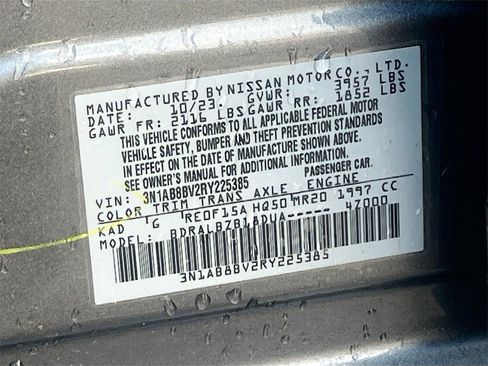 MANUFACTURED BY NISSAN MOTOR CO., LTD.
DATE: 10/23. GVWR: 3957 LBS
GAWR FR: 2116 LBS GAWR RR: 1852 LBS
THIS VEHICLE CONFORMS TO ALL APPLICABLE FEDERAL MOTOR
VEHICLE SAFETY, BUMPER AND THEFT PREVENTION STANDARDS
IN EFFECT ON THE DATE OF MANUFACTURE SHOWN ABOVE.
SEE OWNER'S MANUAL FOR ADDITIONAL INFORMATION.
VIN: 3N1AB8BV2RY225385 PASSENGER CAR.
COLOR TRIM TRANS AXLE ENGINE
KAD G RE0F15A HQ50 MR20 1997 CC
MODEL: BDRALBZB18DUA----- 47000
3N1AB8BV2RY225385